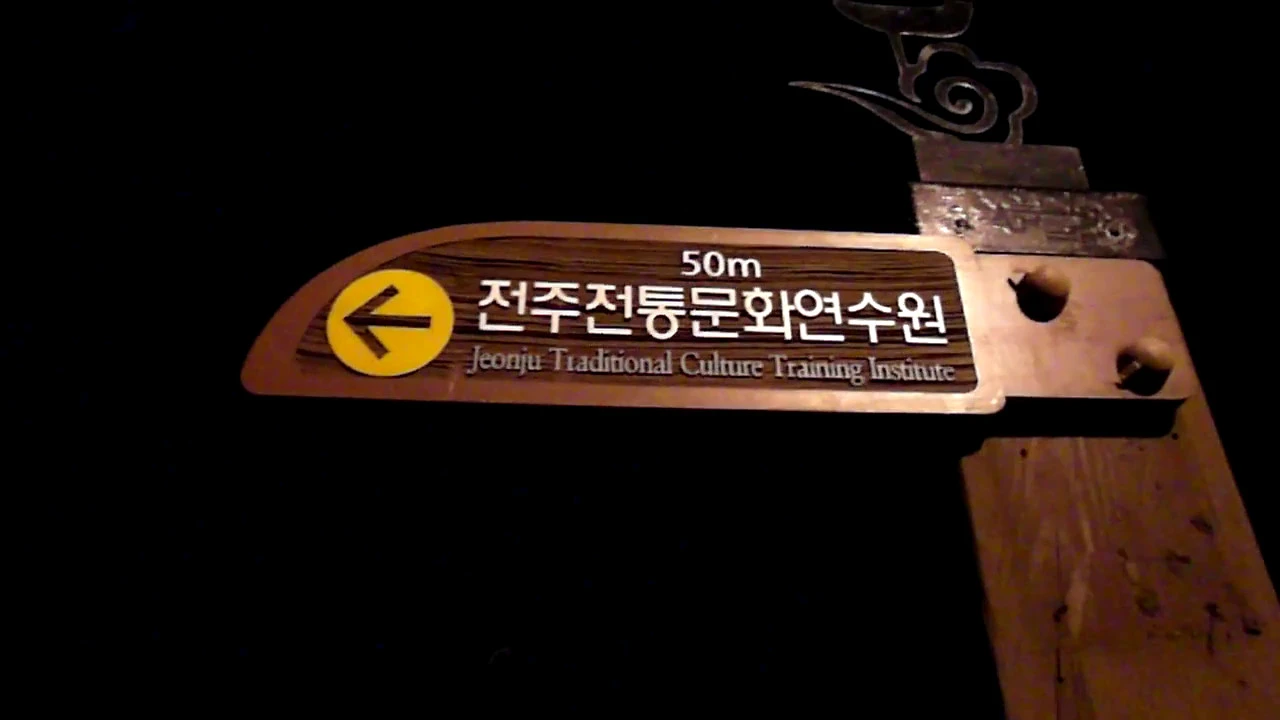 50m
전주전통문화연수원
Jeonju Traditional Culture Training Institute